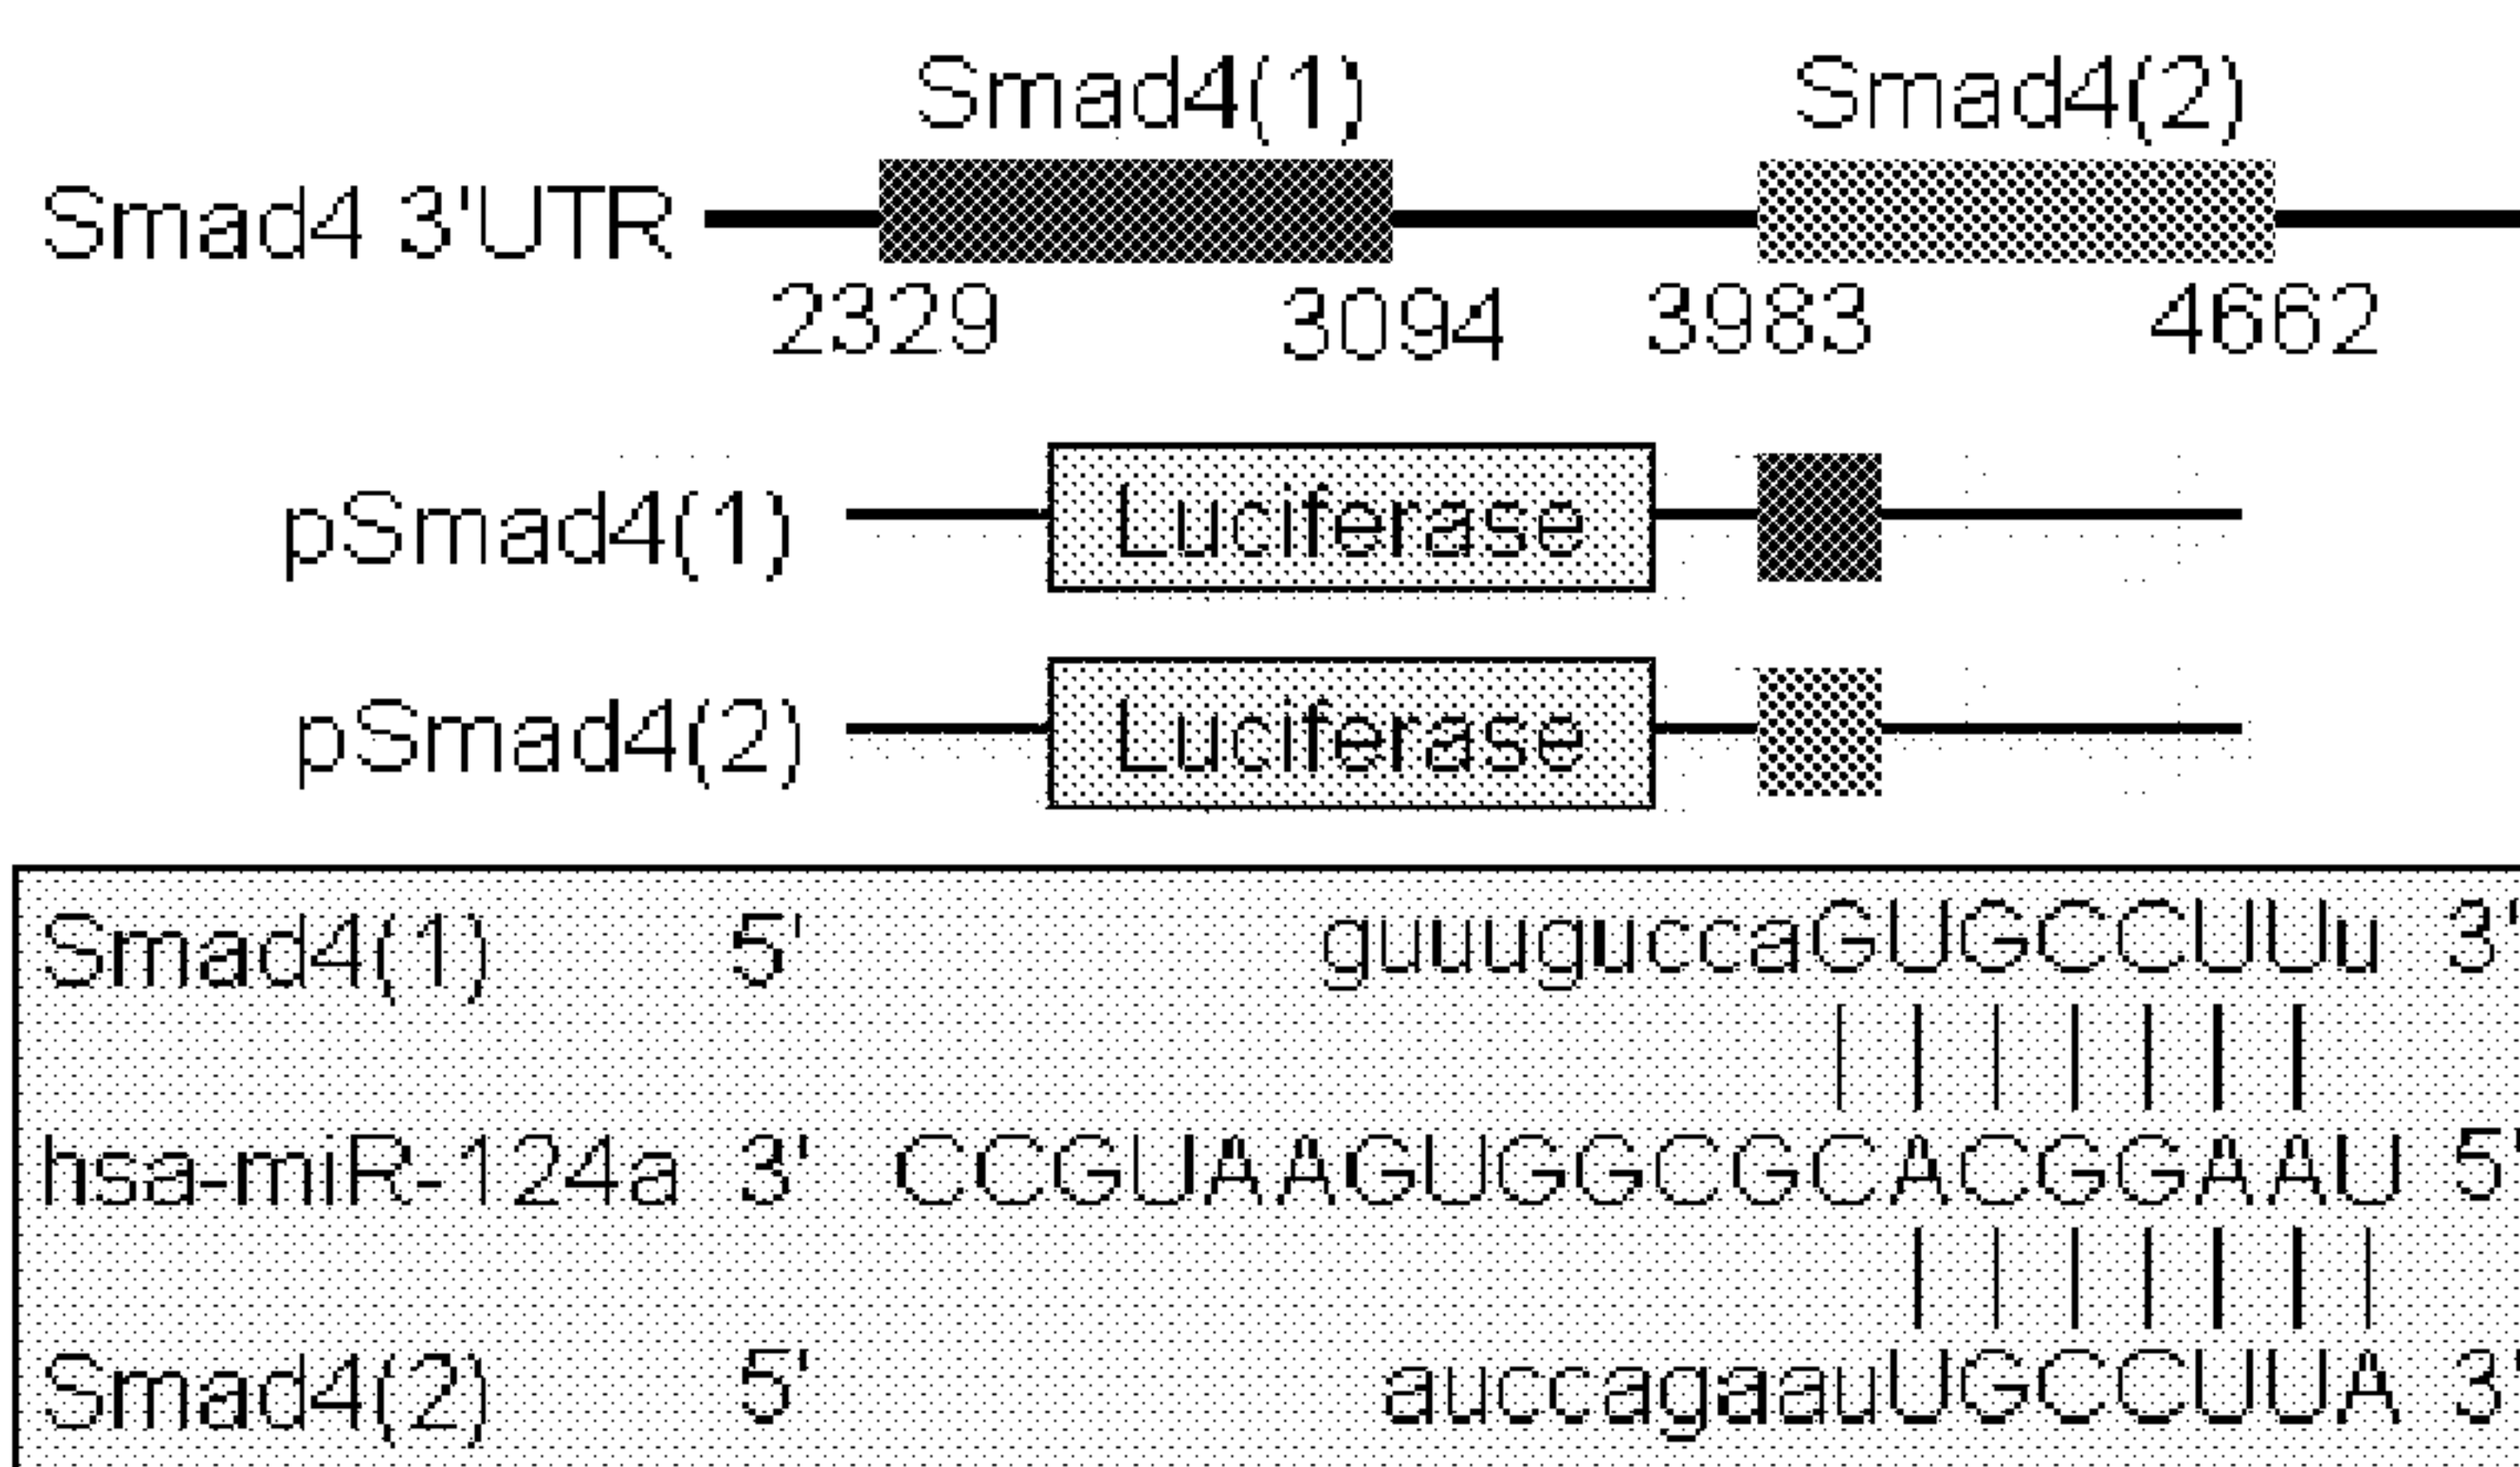 Smad4(1) Smad4(2)
Smad4 3'UTR
2329 3094 3983 4662
pSmad4(1) Luciferase
pSmad4(2) Luciferase
Smad4(1) 5' guuuguccaGUGCCUUu 3'
hsa-miR-124a 3' CCGUAAGUGGCGCACGGAAU 5'
Smad4(2) 5' auccagaauUGCCUUA 3'